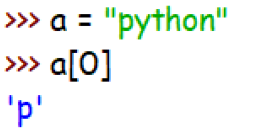 >>> a = "python"
>>> a[0]
'p'